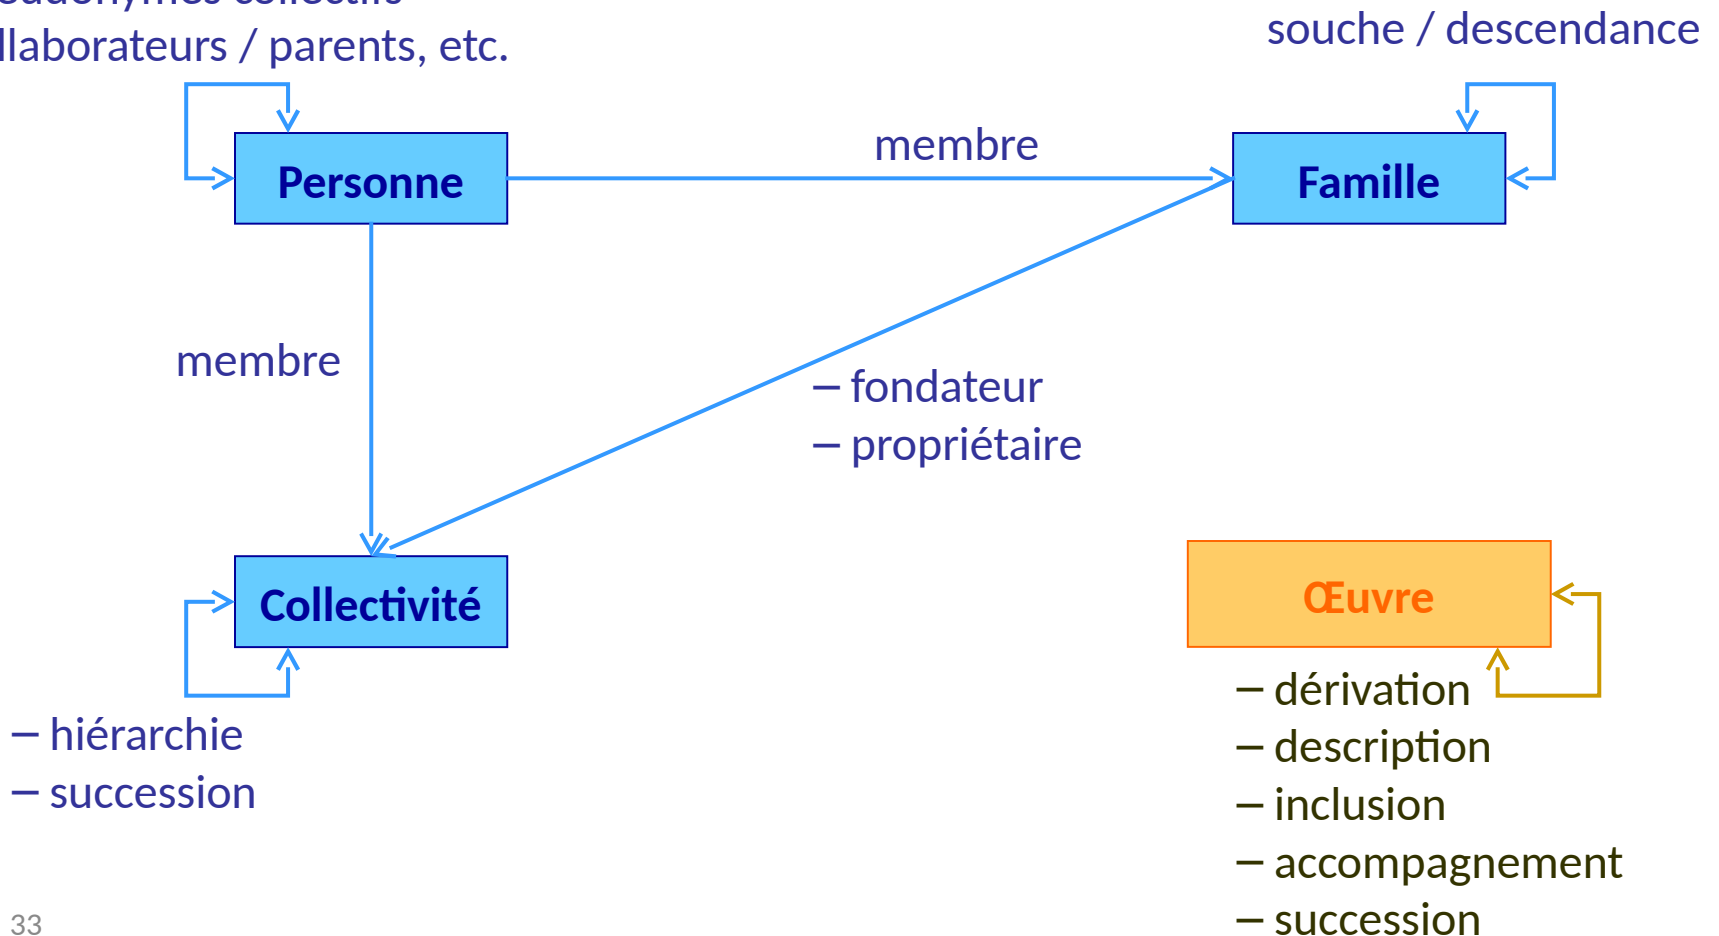 collectifs
/ parents, etc.
souche / descendance
membre
Personne
Famille
membre
– fondateur
– propriétaire
Collectivité
Œuvre
– dérivation
– description
– inclusion
– accompagnement
– succession
– hiérarchie
– succession
33